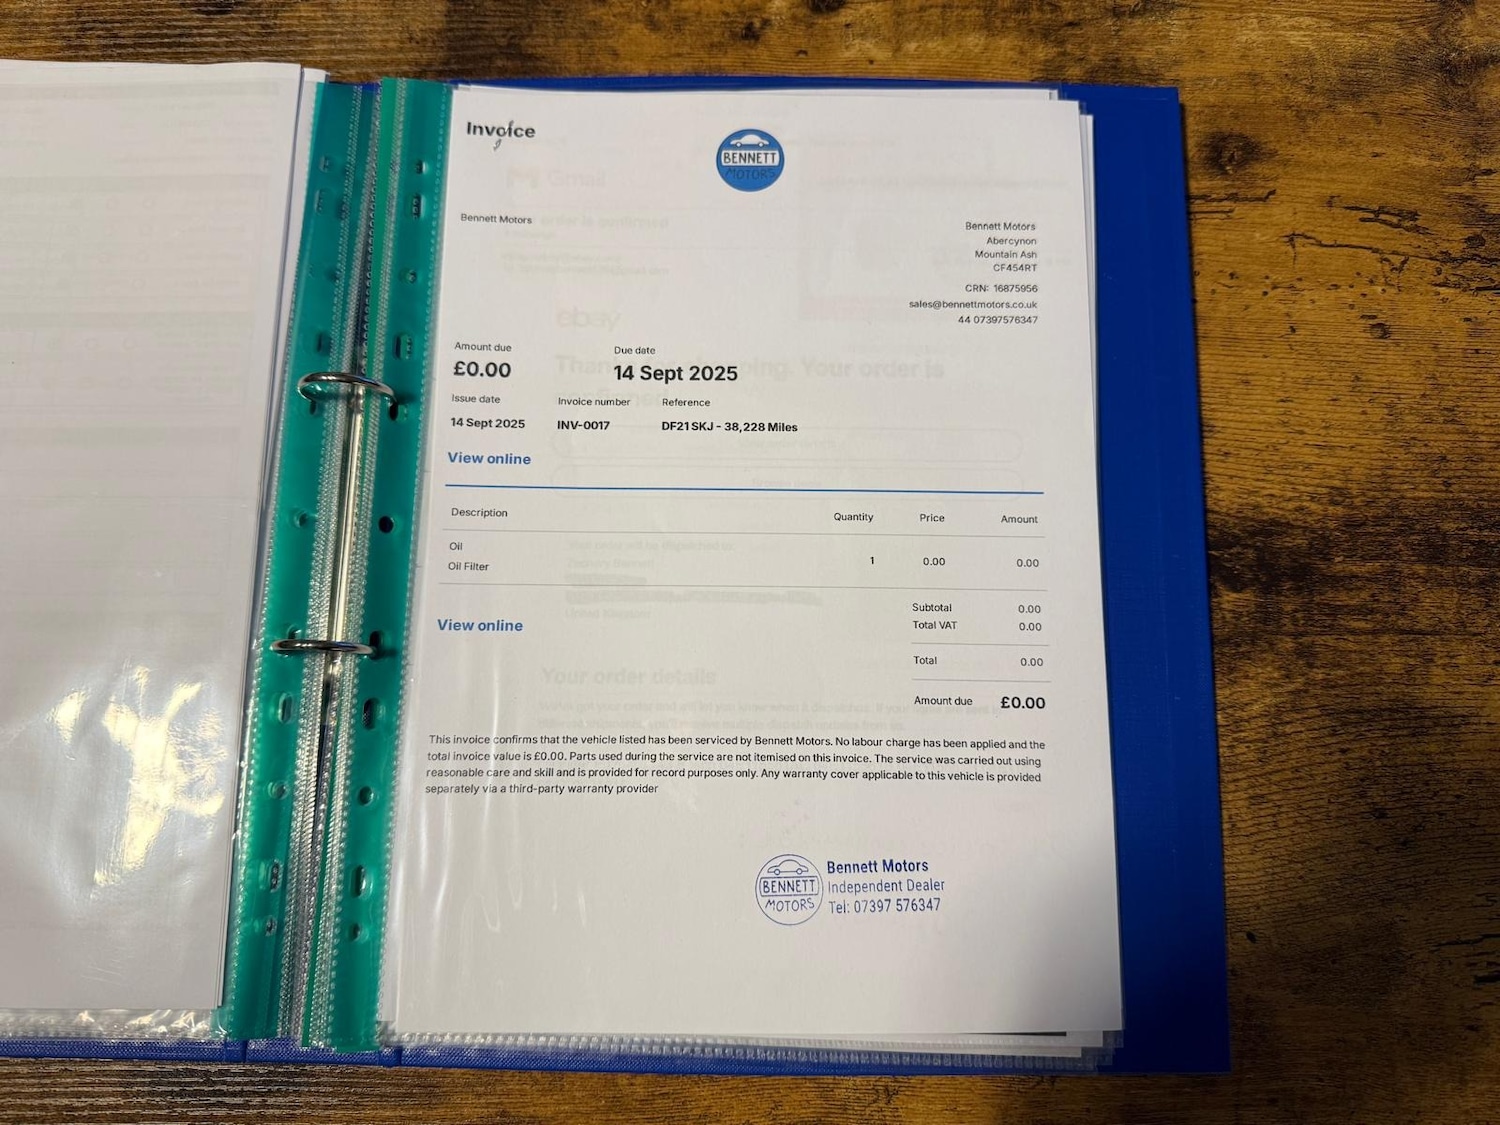 Invoice
BENNETT
MOTORS
Bennett Motors
Bennett Motors
Abercynon
Mountain Ash
CF454RT
CRN: 16875956
sales@bennettmotors.co.uk
44 07397576347
Gmail
ebay
Amount due
Due date
£0.00
14 Sept 2025
Issue date Invoice number Reference
14 Sept 2025 INV-0017 DF21 SKJ - 38,228 Miles
View online
Description Quantity Price Amount
Oil
Oil Filter 1 0.00 0.00
Subtotal 0.00
Total VAT 0.00
View online
Total 0.00
Your order details
Amount due £0.00
This invoice confirms that the vehicle listed has been serviced by Bennett Motors. No labour charge has been applied and the
total invoice value is £0.00. Parts used during the service are not itemised on this invoice. The service was carried out using
reasonable care and skill and is provided for record purposes only. Any warranty cover applicable to this vehicle is provided
separately via a third-party warranty provider
BENNETT
MOTORS
Bennett Motors
Independent Dealer
Tel: 07397 576347